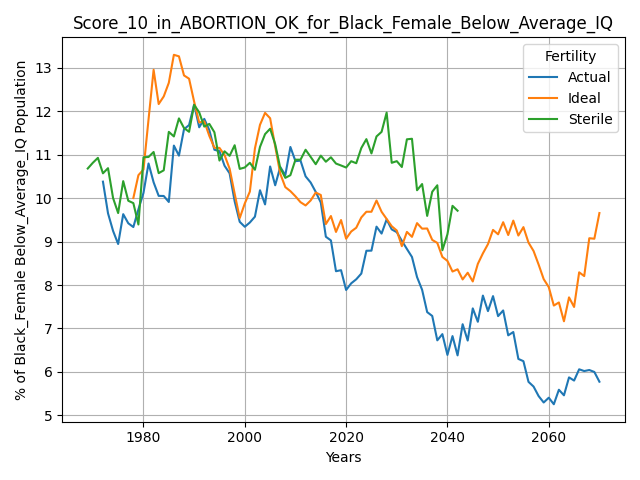 Score_10_in_ABORTION_OK_for_Black_Female_Below_Average_IQ
Fertility
Actual
Ideal
Sterile
% of Black_Female Below_Average_IQ Population
13
12
11
10
9
8
7
6
5
1980
2000
2020
2040
2060
Years